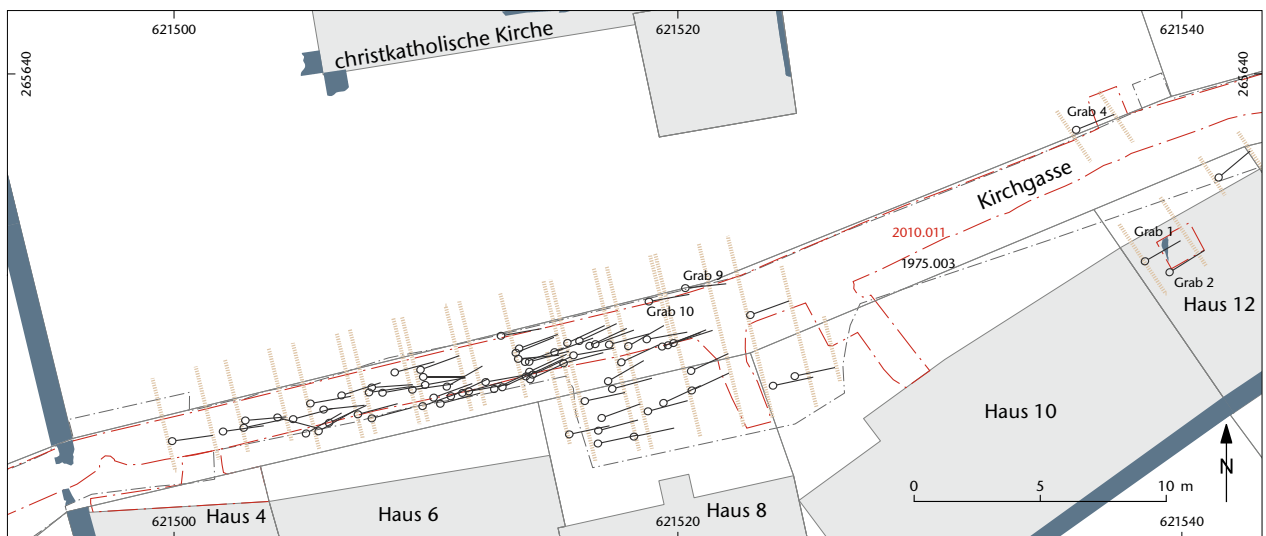 621500
621520
621540
christkatholische Kirche
265640
265640
Grab 4
Kirchgasse
2010.011
Grab 1
1975.003
Grab 9
Grab 2
Grab 10
Haus 12
Haus 10
N
0 5 10 m
Haus 4
Haus 6
Haus 8
621500
621520
621540